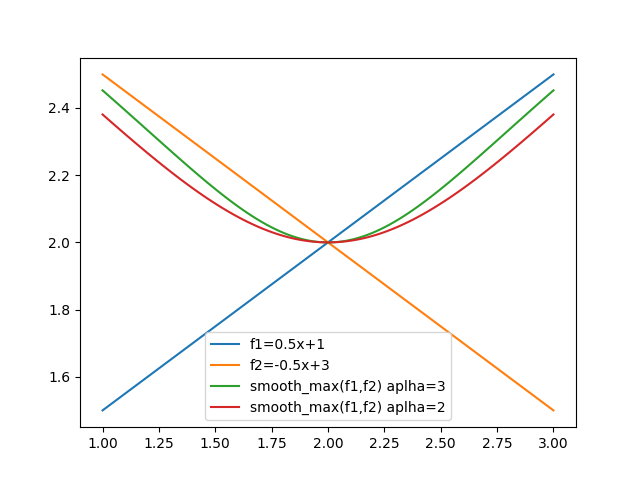 2.4
2.2
2.0
1.8
1.6
f1=0.5x+1
f2=-0.5x+3
smooth_max(f1,f2) aplha=3
smooth_max(f1,f2) aplha=2
1.00 1.25 1.50 1.75 2.00 2.25 2.50 2.75 3.00